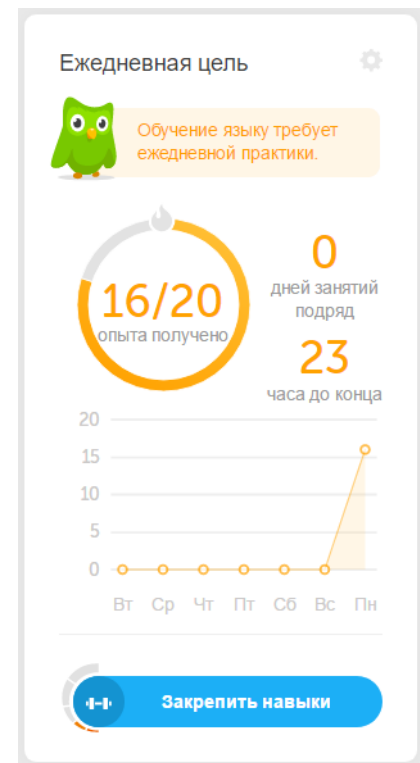 Ежедневная цель
Обучение языку требует
ежедневной практики.
16/20
опыта получено
0
дней занятий
подряд
23
часа до конца
20
15
10
5
0
Вт Ср Чт Пт Сб Вс Пн
Закрепить навыки